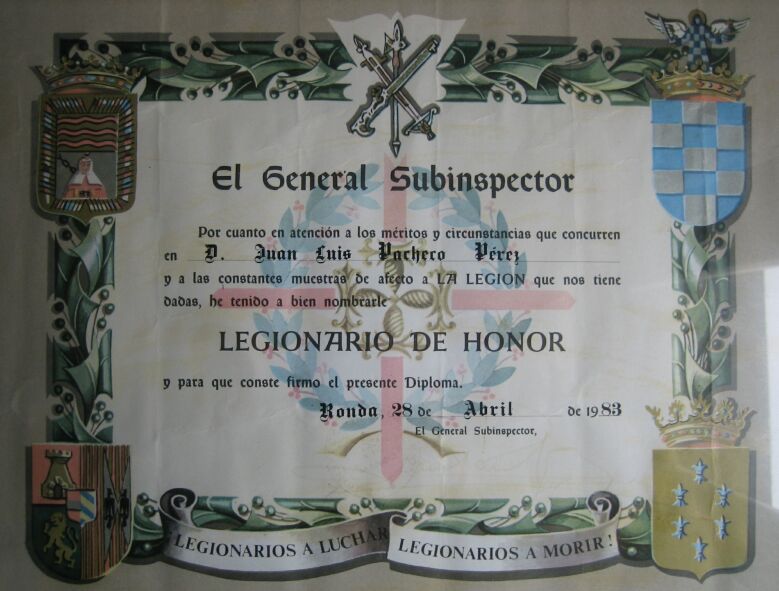 El General Subinspector
Por cuanto en atención a los méritos y circunstancias que concurren
en D. Juan Luis Pacheco Pérez
y a las constantes muestras de afecto a LA LEGION que nos tiene
dadas, he tenido a bien nombrarle
LEGIONARIO DE HONOR
y para que conste firmo el presente Diploma.
Ronda, 28 de Abril de 1983
El General Subinspector,
LEGIONARIOS A LUCHAR LEGIONARIOS A MORIR!